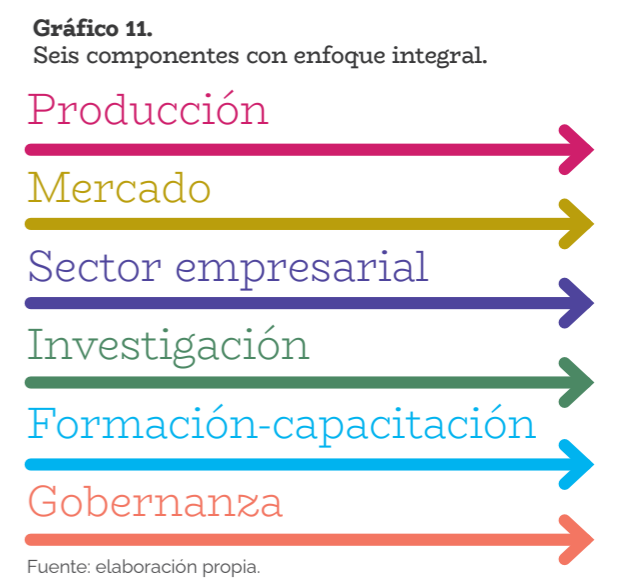 Gráfico 11.
Seis componentes con enfoque integral.
Producción
Mercado
Sector empresarial
Investigación
Formación-capacitación
Gobernanza
Fuente: elaboración propia.